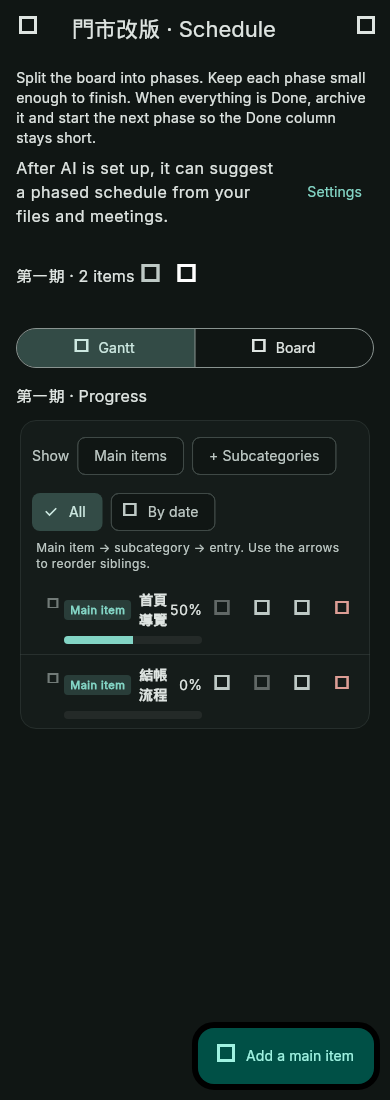 門市改版 · Schedule
Split the board into phases. Keep each phase small
enough to finish. When everything is Done, archive
it and start the next phase so the Done column
stays short.
After AI is set up, it can suggest
a phased schedule from your
files and meetings.
Settings
第一期 · 2 items
Gantt
Board
第一期 · Progress
Show
Main items
+ Subcategories
All
By date
Main item → subcategory → entry. Use the arrows
to reorder siblings.
Main item
首頁
導覽
50%
Main item
結帳
流程
0%
Add a main item